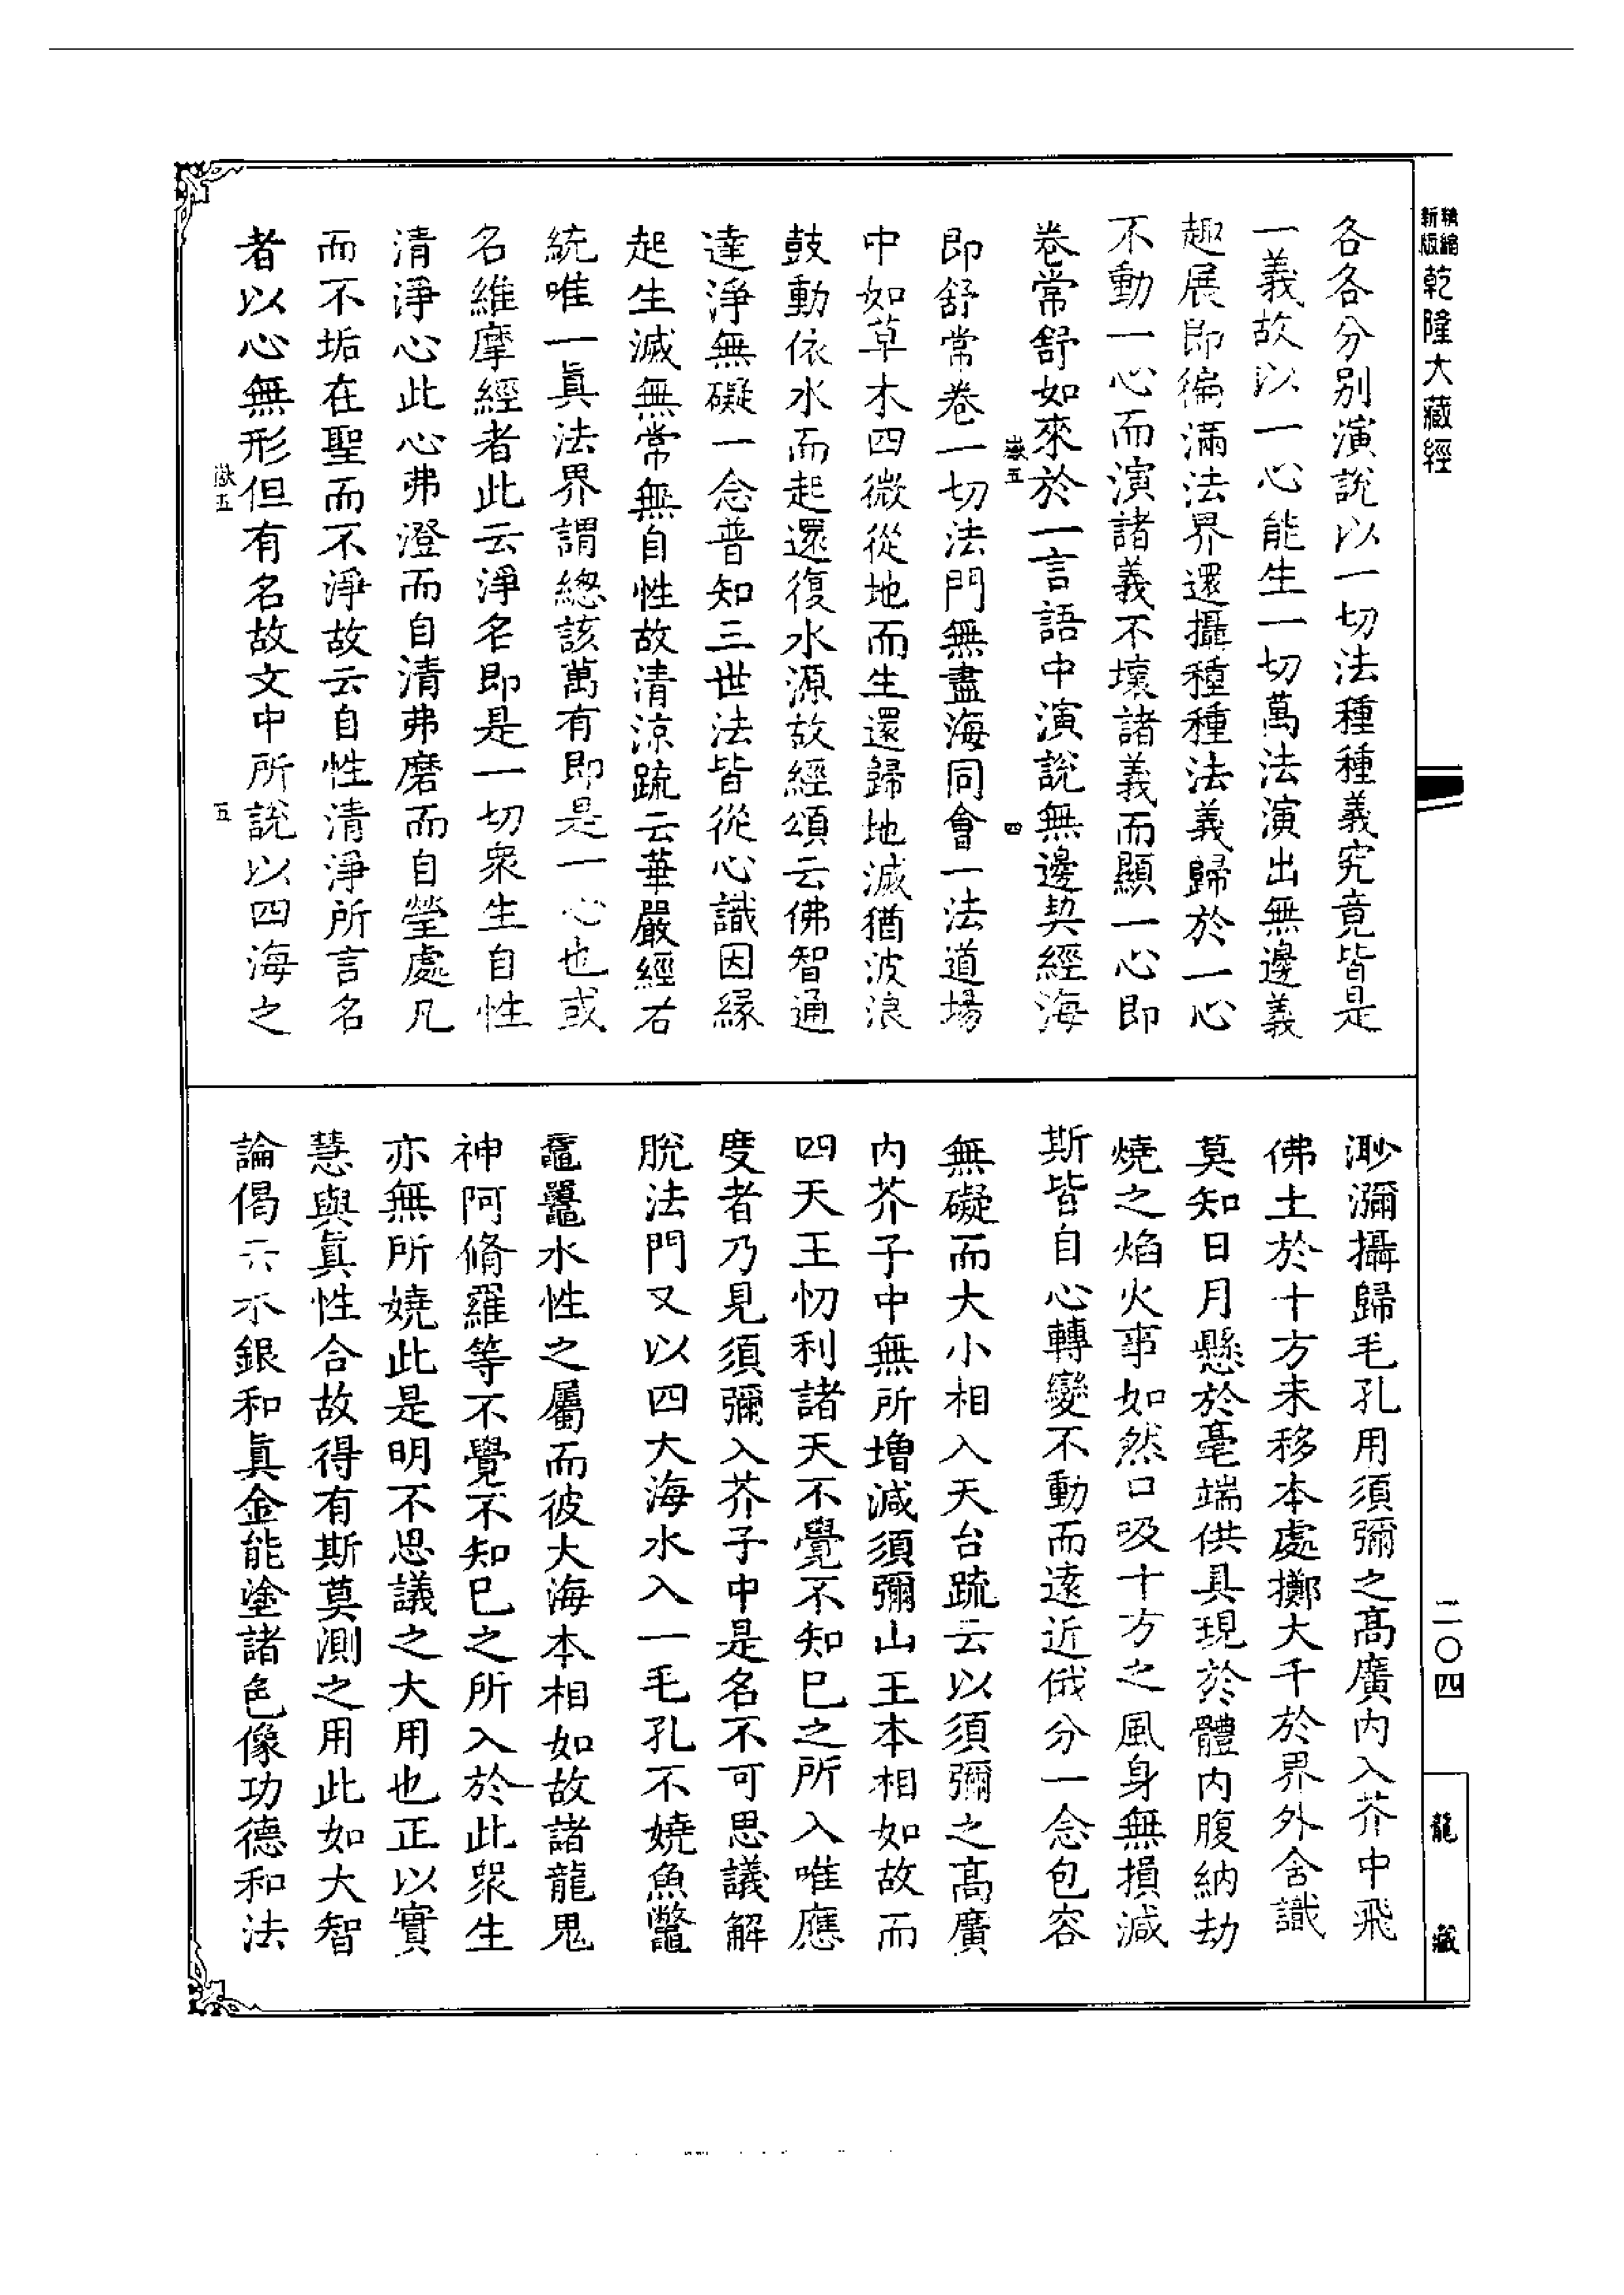 新版
精縮
乾隆大藏經
各各分別演說以一切法種種義究竟皆是
一義故以一心能生一切萬法演出無邊義
趣展即徧滿法界還攝種種法義歸於一心
不動一心而演諸義不壞諸義而顯一心即
卷常舒如來於一言語中演說無邊契經海
嶽五
四
即舒常卷一切法門無盡海同會一法道場
中如草木四微從地而生還歸地滅猶波浪
鼓動依水而起還復水源故經頌云佛智通
達淨無礙一念普知三世法皆從心識因緣
起生滅無常無自性故清涼疏云華嚴經右
統唯一眞法界謂總該萬有即是一心也或
名維摩經者此云淨名即是一切衆生自性
清淨心此心弗澄而自清弗磨而自瑩處凡
而不垢在聖而不淨故云自性清淨所言名
者以心無形但有名故文中所說以四海之
嶽五
五
渺瀰攝歸毛孔用須彌之高廣內入芥中飛
佛土於十方未移本處擲大千於界外含識
莫知日月懸於毫端供具現於體內腹納劫
燒之焰火事如然口吸十方之風身無損減
斯皆自心轉變不動而遠近俄分一念包容
無礙而大小相入天台疏云以須彌之高廣
內芥子中無所增減須彌山王本相如故而
四天王忉利諸天不覺不知已之所入唯應
度者乃見須彌入芥子中是名不可思議解
脫法門又以四大海水入一毛孔不嬈魚鼈
黿鼉水性之屬而彼大海本相如故諸龍鬼
神阿脩羅等不覺不知已之所入於此衆生
亦無所嬈此是明不思議之大用也正以實
慧與眞性合故得有斯莫測之用此如大智
論偈云水銀和眞金能塗諸色像功德和法
二〇四
龍藏